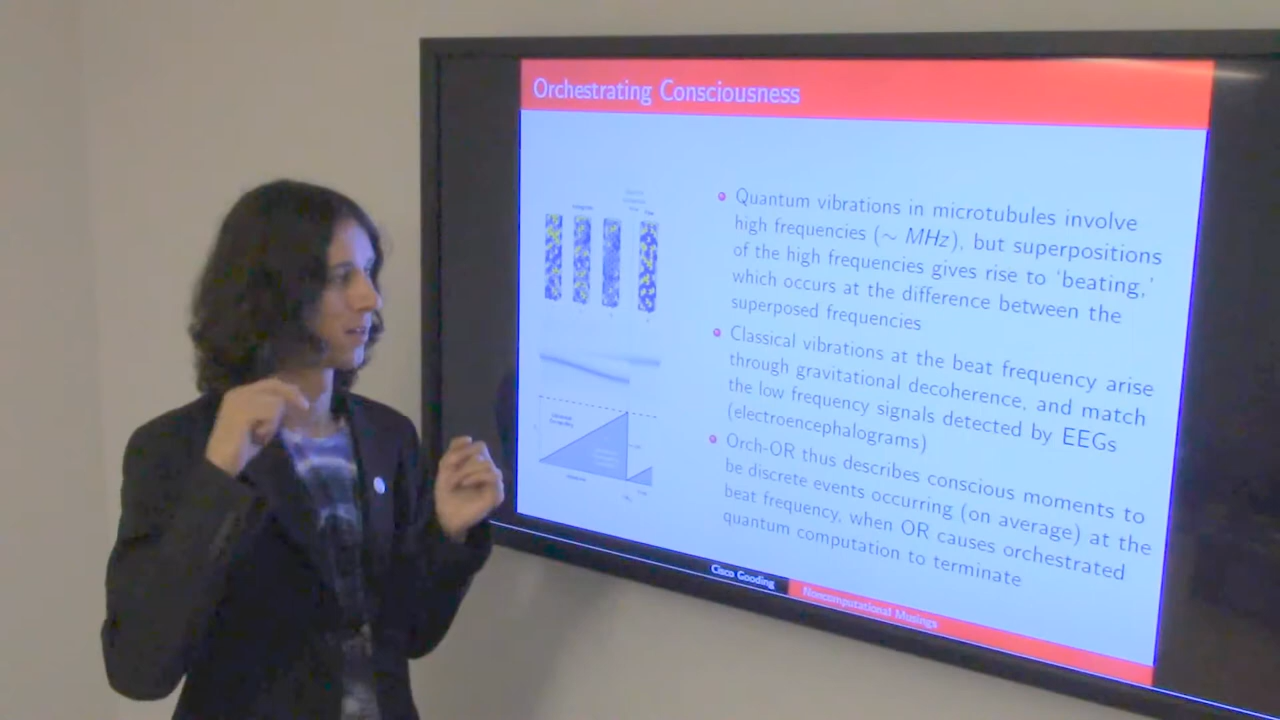 Orchestrating Consciousness
Quantum vibrations in microtubules involve
high frequencies (~ MHz), but superpositions
of the high frequencies gives rise to 'beating,'
which occurs at the difference between the
superposed frequencies
Classical vibrations at the beat frequency arise
through gravitational decoherence, and match
the low frequency signals detected by EEGs
(electroencephalograms)
Orch-OR thus describes conscious moments to
be discrete events occurring (on average) at the
beat frequency, when OR causes orchestrated
quantum computation to terminate
Cisco Gooding
Noncomputational Musings